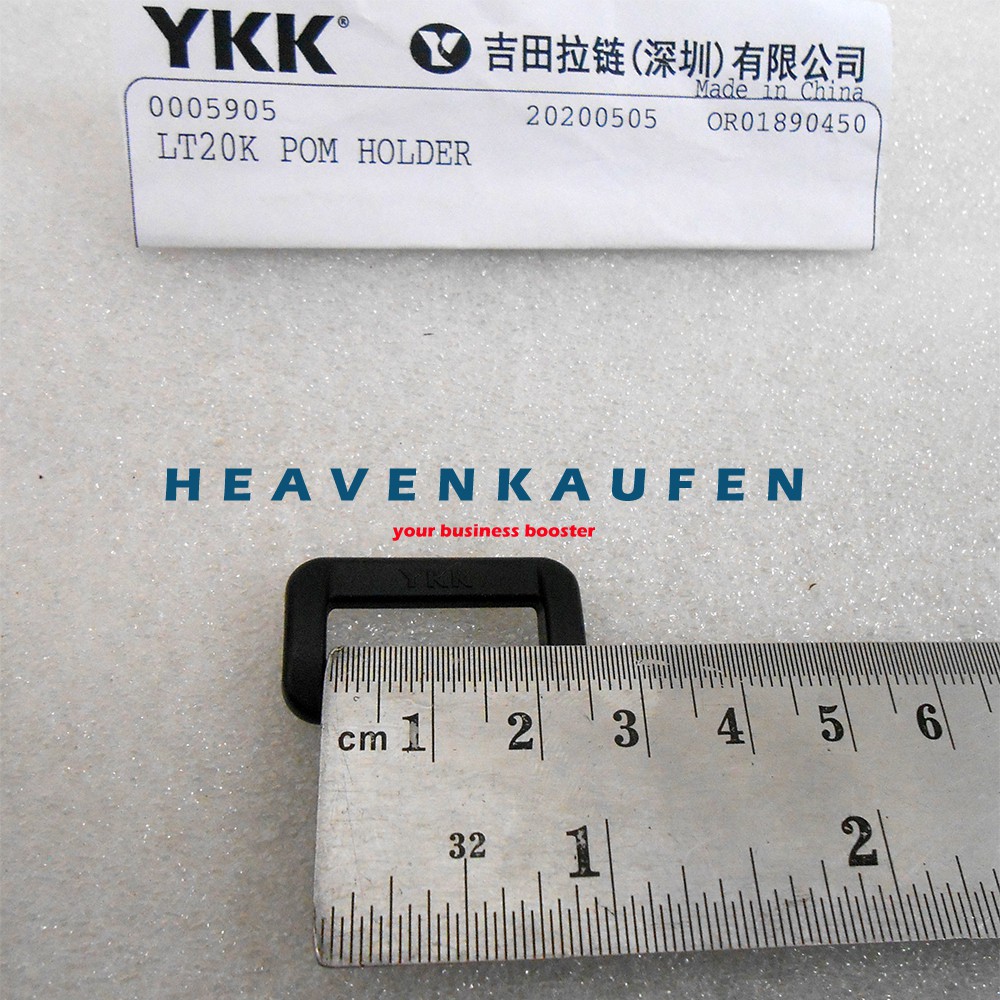 YKK® 吉田拉链(深圳)有限公司
Made in China
0005905 20200505 OR01890450
LT20K POM HOLDER
HEAVENKAUFEN
your business booster
YKK
cm 1 2 3 4 5 6
32 1 2